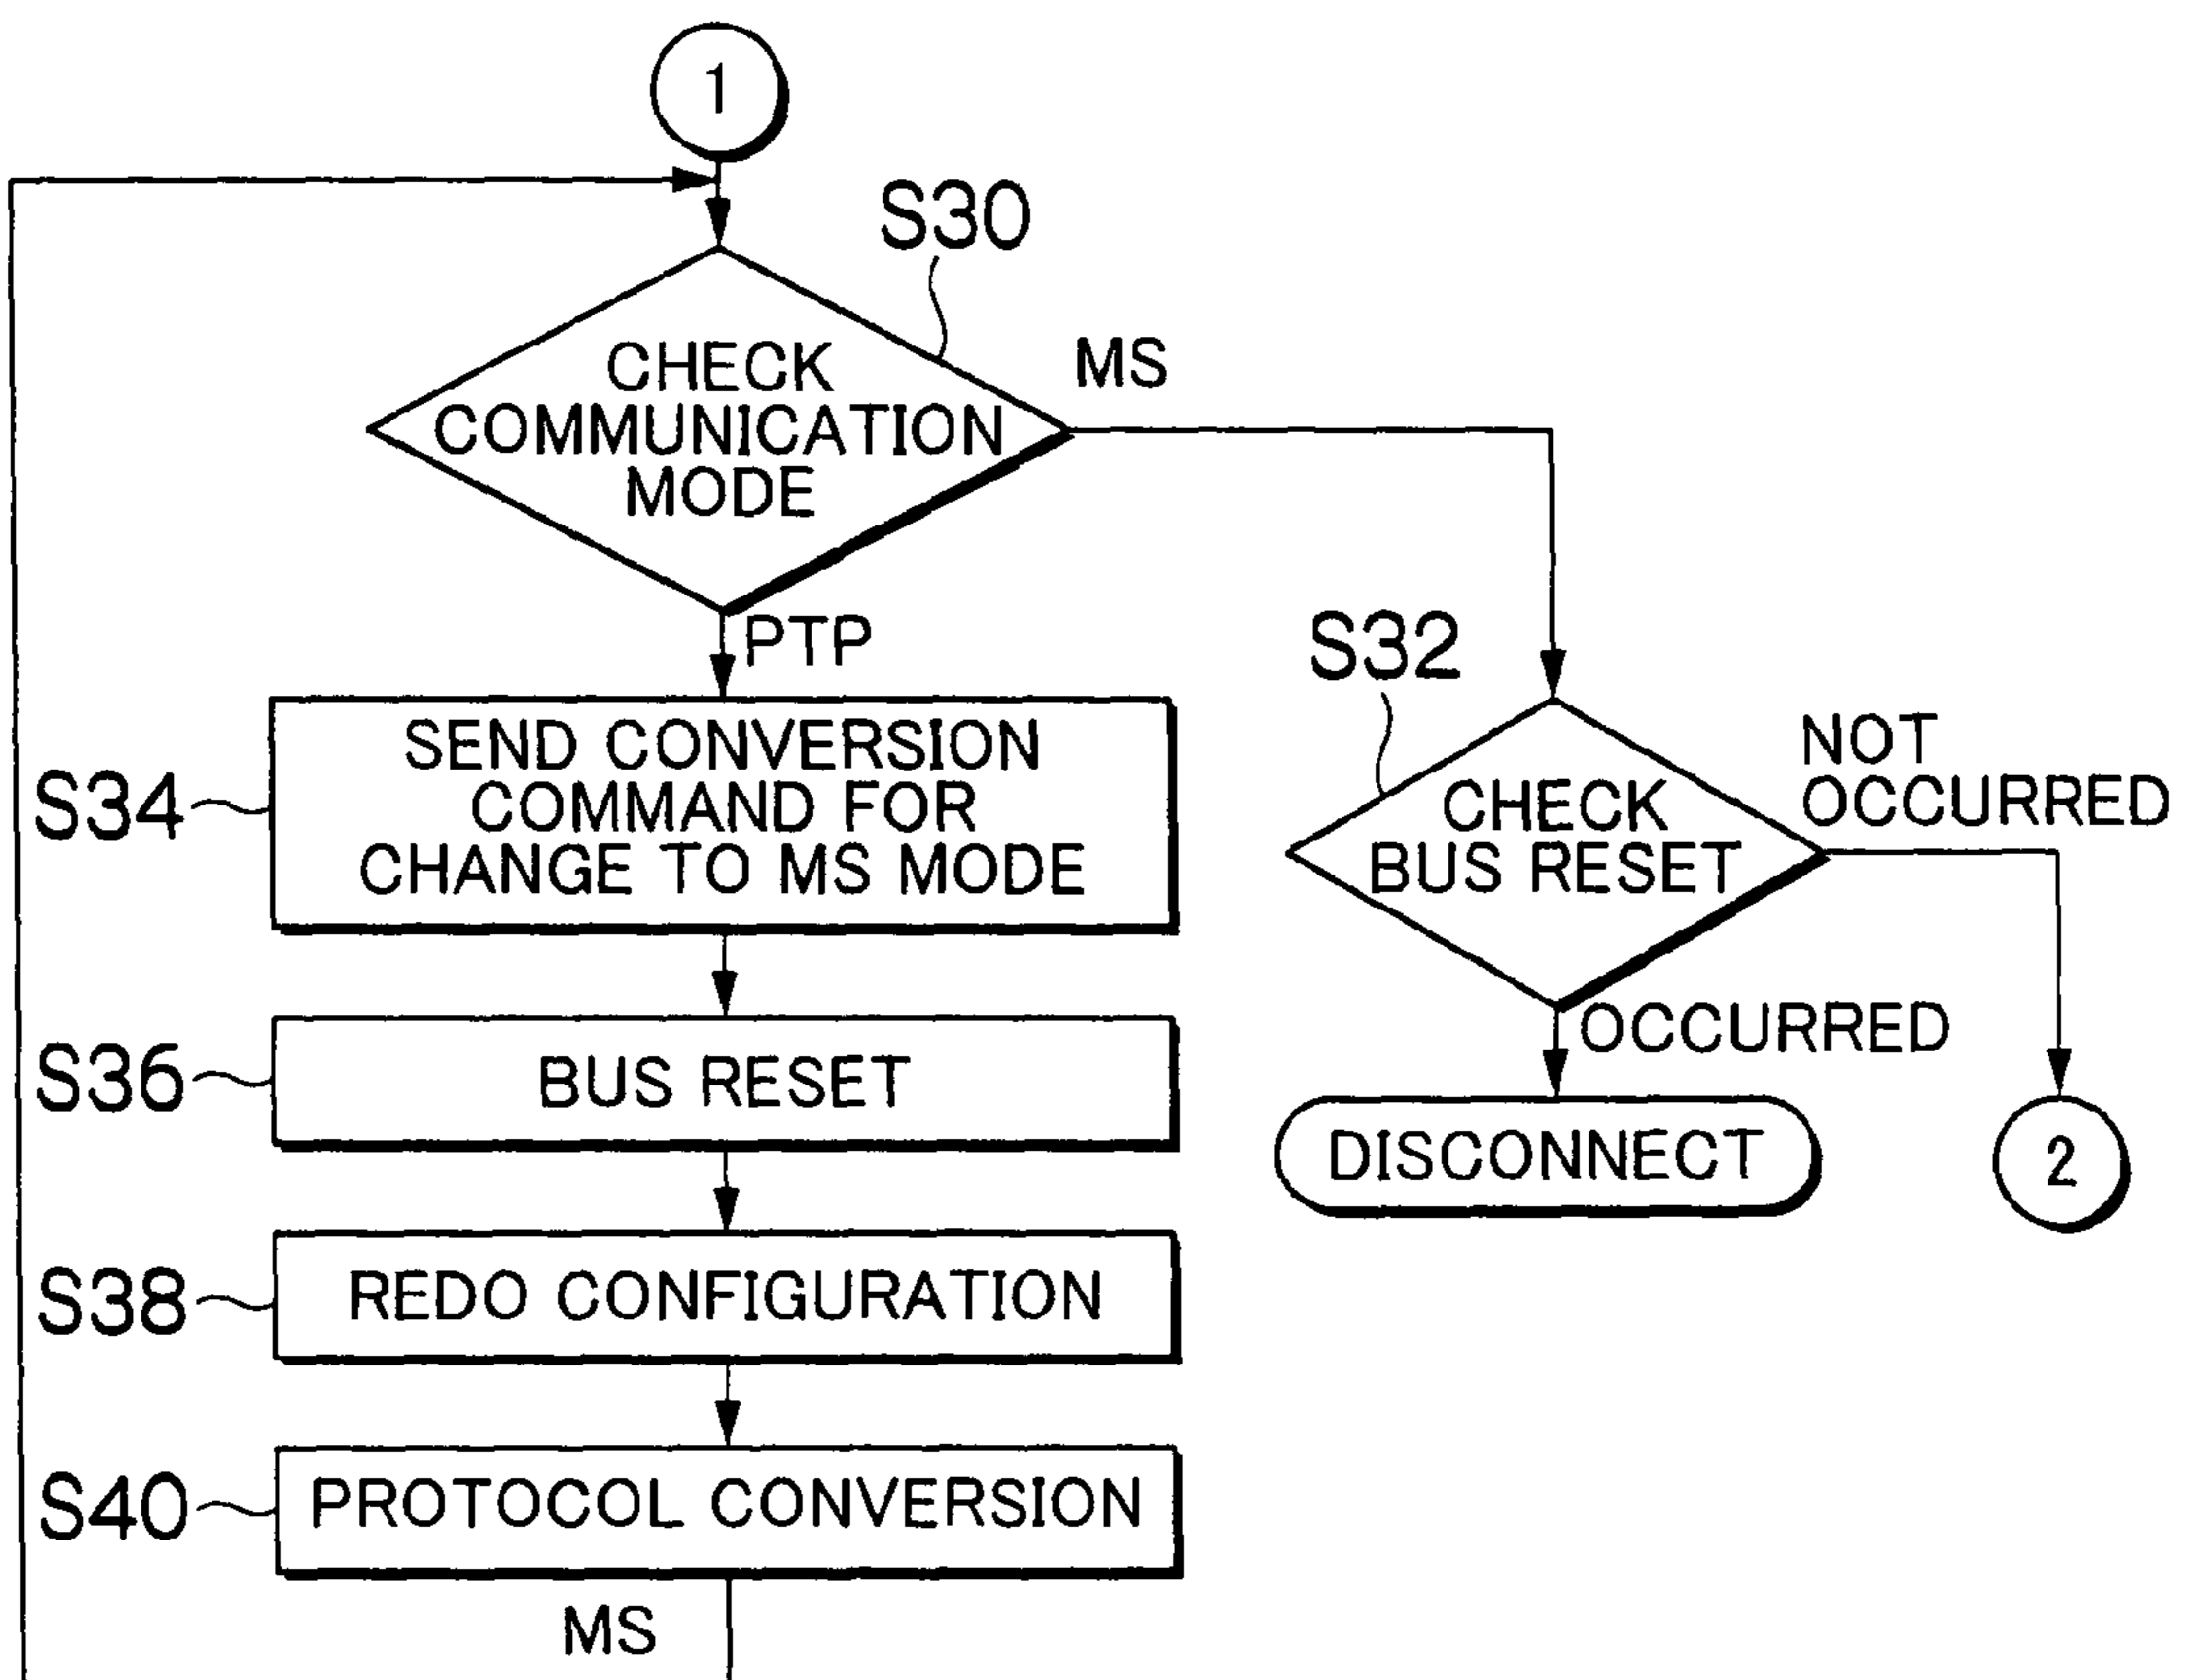 1
S30
CHECK
COMMUNICATION
MODE
MS
PTP
S32
CHECK
BUS RESET
NOT
OCCURRED
OCCURRED
DISCONNECT
2
S34
SEND CONVERSION
COMMAND FOR
CHANGE TO MS MODE
S36
BUS RESET
S38
REDO CONFIGURATION
S40
PROTOCOL CONVERSION
MS